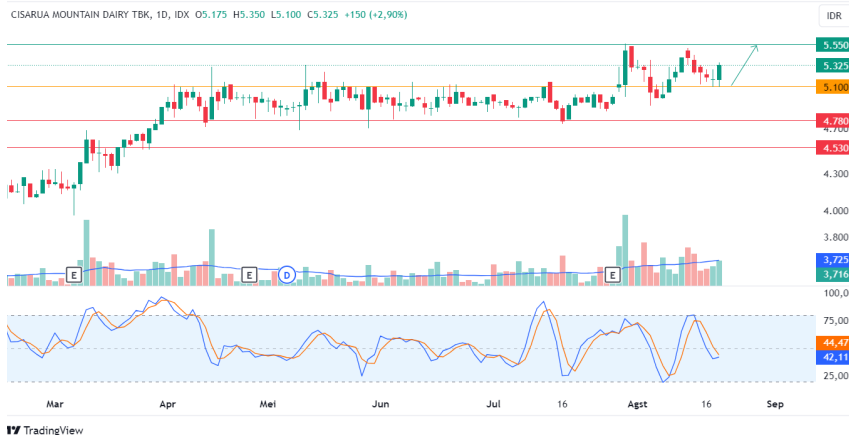 CISARUA MOUNTAIN DAIRY TBK, 1D, IDX O5.175 H5.350 L5.100 C5.325 +150 (+2,90%)
IDR
5.550
5.325
5.100
4.780
4.700
4.530
4.300
4.000
3.800
3,725
3,716
E
E
D
E
100,0
75,00
44,47
42,11
25,00
Mar Apr Mei Jun Jul 16 Agst 16 Sep
TradingView